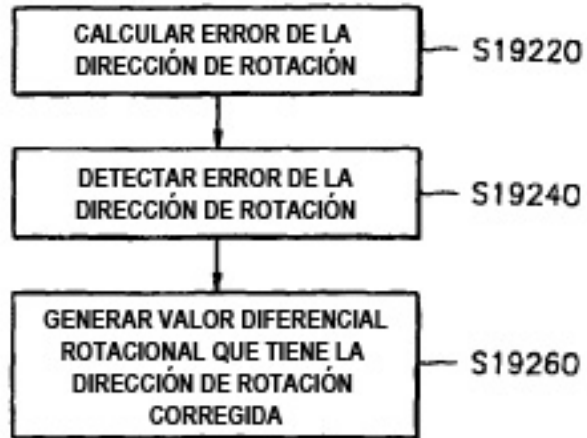 CALCULAR ERROR DE LA
DIRECCIÓN DE ROTACIÓN
S19220
DETECTAR ERROR DE LA
DIRECCIÓN DE ROTACIÓN
S19240
GENERAR VALOR DIFERENCIAL
ROTACIONAL QUE TIENE LA
DIRECCIÓN DE ROTACIÓN
CORREGIDA
S19260